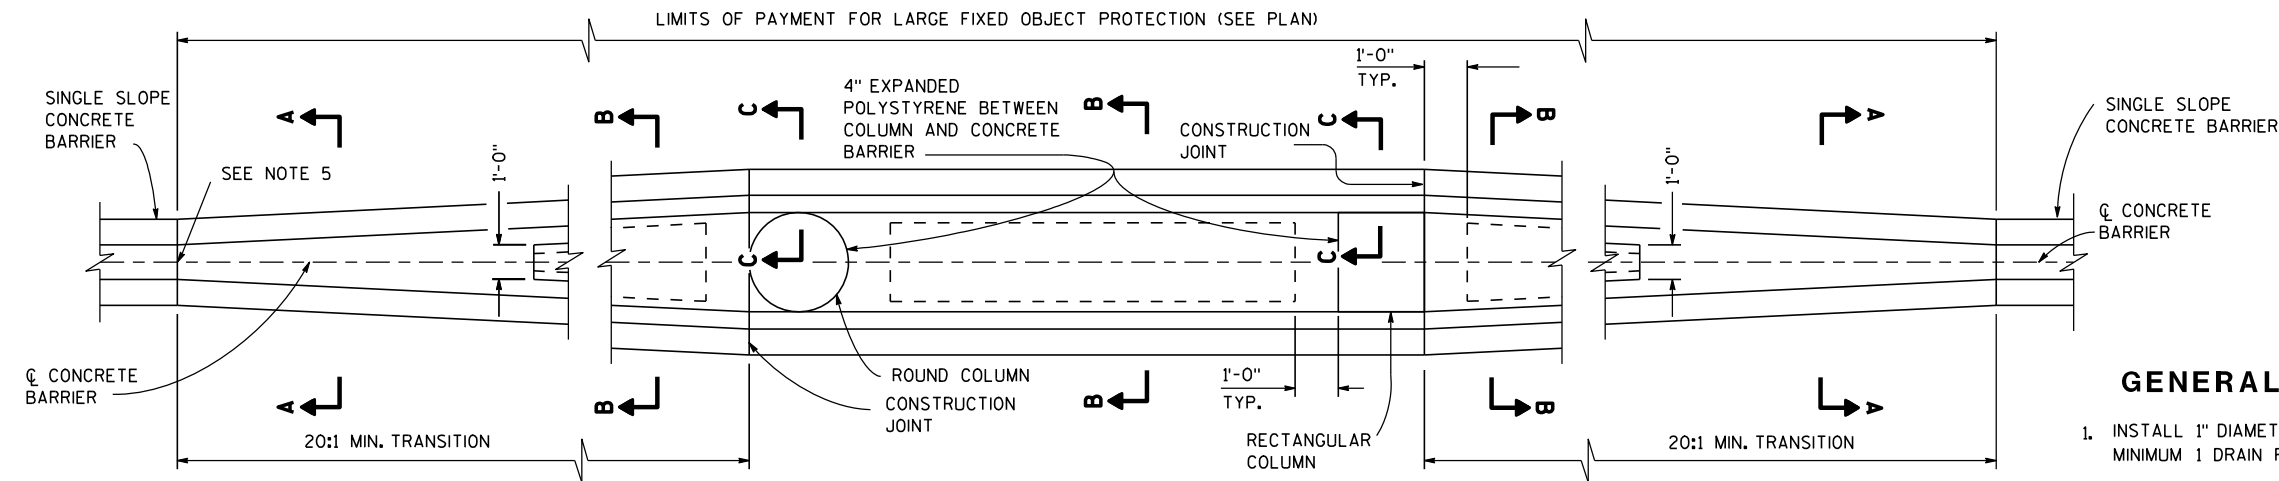 LIMITS OF PAYMENT FOR LARGE FIXED OBJECT PROTECTION (SEE PLAN)
SINGLE SLOPE
CONCRETE
BARRIER
SEE NOTE 5
1'-0"
A
B
C
4" EXPANDED
POLYSTYRENE BETWEEN
COLUMN AND CONCRETE
BARRIER
B
CONSTRUCTION
JOINT
C
1'-0"
TYP.
B
A
1'-0"
SINGLE SLOPE
CONCRETE BARRIER
℄ CONCRETE
BARRIER
C
C
℄ CONCRETE
BARRIER
A
B
ROUND COLUMN
CONSTRUCTION
JOINT
B
1'-0"
TYP.
RECTANGULAR
COLUMN
B
A
20:1 MIN. TRANSITION
20:1 MIN. TRANSITION
GENERAL
1. INSTALL 1" DIAMET
MINIMUM 1 DRAIN